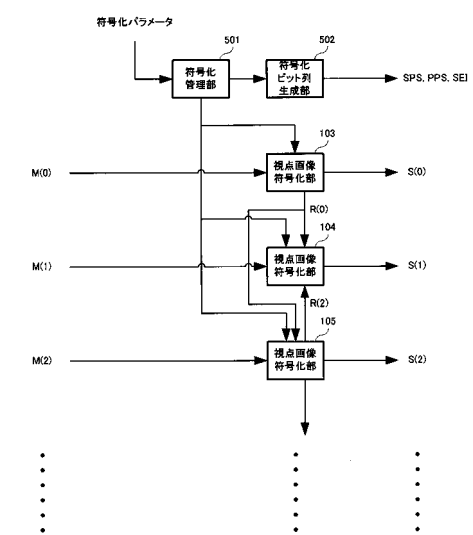 符号化パラメータ
501
502
符号化
管理部
符号化
ビット列
生成部
SPS, PPS, SEI
103
M(0)
視点画像
符号化部
S(0)
R(0)
104
M(1)
視点画像
符号化部
S(1)
R(2)
105
M(2)
視点画像
符号化部
S(2)